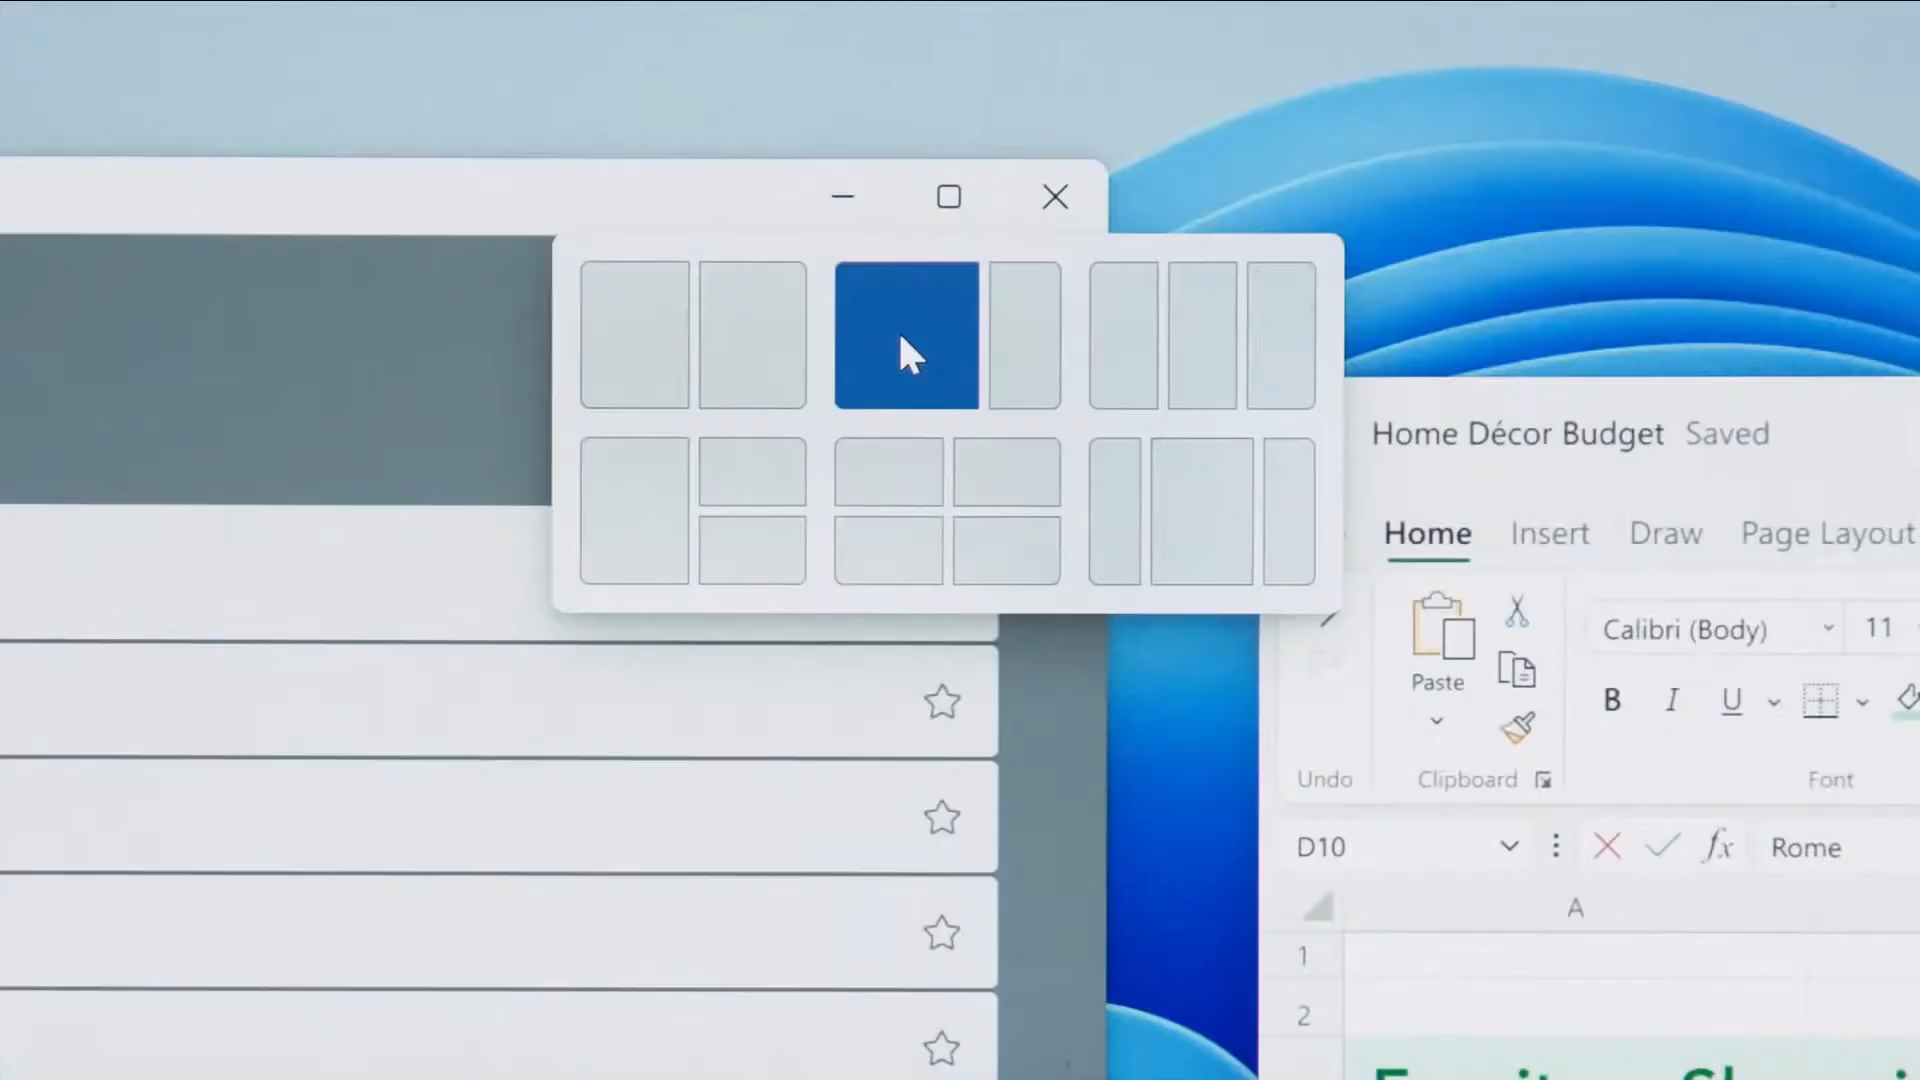 Home Décor Budget Saved
Home Insert Draw Page Layout
Calibri (Body) 11
Paste
B I U
Undo Clipboard Font
D10 fx Rome
A
1
2